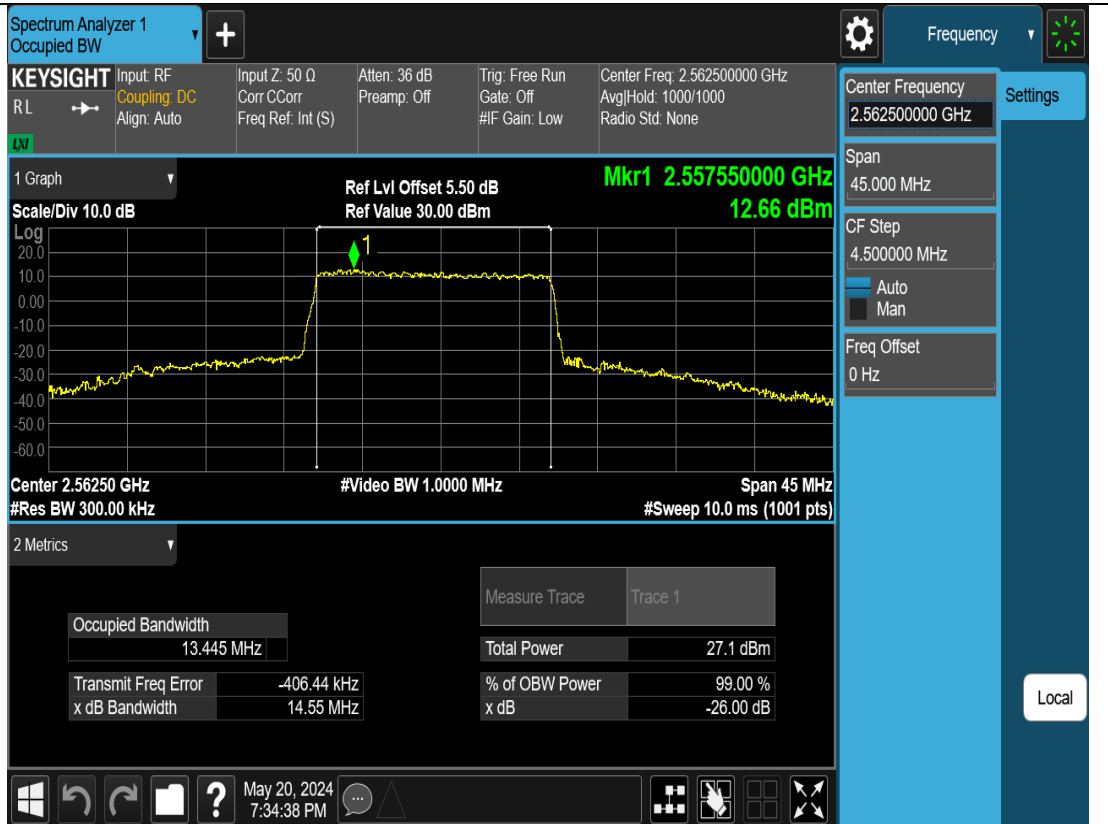 Spectrum Analyzer 1
Occupied BW
+
Frequency
KEYSIGHT
R L
LXI
Input: RF
Coupling: DC
Align: Auto
Input Z: 50 Ω
Corr CCorr
Freq Ref: Int (S)
Atten: 36 dB
Preamp: Off
Trig: Free Run
Gate: Off
#IF Gain: Low
Center Freq: 2.562500000 GHz
Avg|Hold: 1000/1000
Radio Std: None
Center Frequency
2.562500000 GHz
Settings
Span
45.000 MHz
CF Step
4.500000 MHz
Auto
Man
Freq Offset
0 Hz
1 Graph
Ref Lvl Offset 5.50 dB
Mkr1 2.557550000 GHz
Scale/Div 10.0 dB
Ref Value 30.00 dBm
12.66 dBm
Log
1
20.0
10.0
0.00
-10.0
-20.0
-30.0
-40.0
-50.0
-60.0
Center 2.56250 GHz
#Video BW 1.0000 MHz
Span 45 MHz
#Res BW 300.00 kHz
#Sweep 10.0 ms (1001 pts)
2 Metrics
Measure Trace Trace 1
Occupied Bandwidth
13.445 MHz
Total Power 27.1 dBm
Transmit Freq Error -406.44 kHz
% of OBW Power 99.00 %
x dB Bandwidth 14.55 MHz
x dB -26.00 dB
Local
?
May 20, 2024
7:34:38 PM